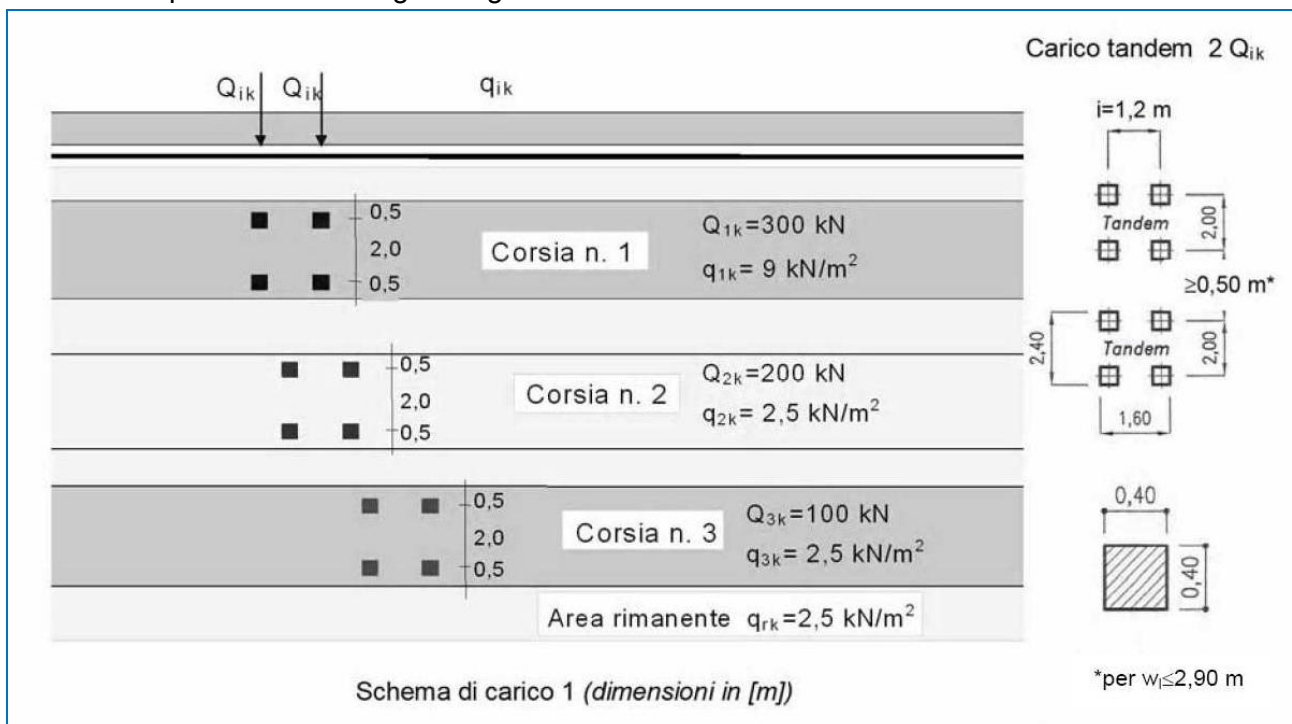 Carico tandem 2 Qik
Qik Qik qik
i=1,2 m
0,5
2,0
0,5
Corsia n. 1
Q1k=300 kN
q1k= 9 kN/m²
Tandem
2,00
≥0,50 m*
0,5
2,0
0,5
Corsia n. 2
Q2k=200 kN
q2k= 2,5 kN/m²
2,40
Tandem
2,00
1,60
0,5
2,0
0,5
Corsia n. 3
Q3k=100 kN
q3k= 2,5 kN/m²
0,40
0,40
Area rimanente qrk=2,5 kN/m²
Schema di carico 1 (dimensioni in [m])
*per wl≤2,90 m